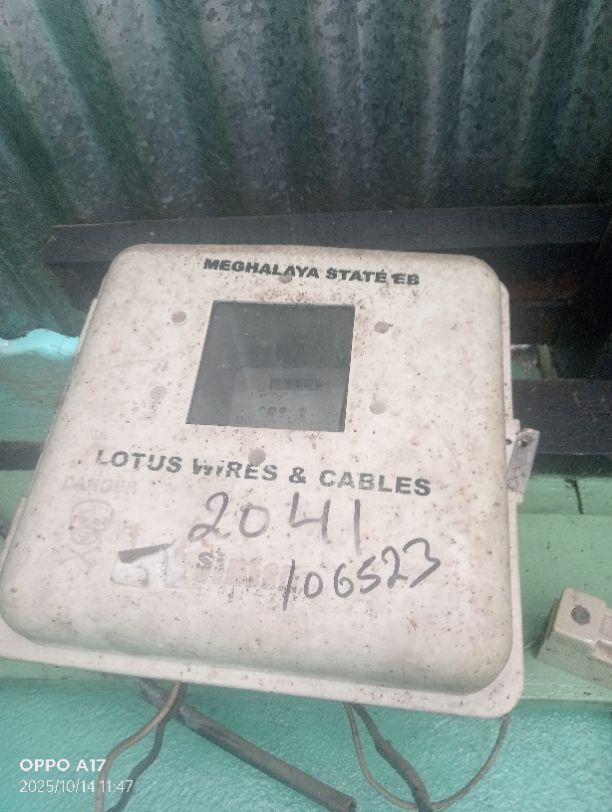 MEGHALAYA STATE EB
LOTUS WIRES & CABLES
DANGER
2041
106523
OPPO A17
2025/10/14 11:47